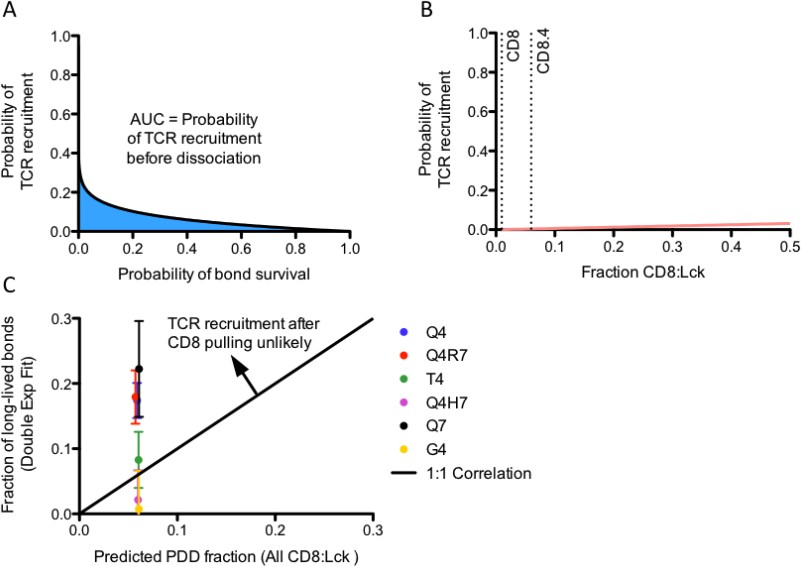 A
Probability of
TCR recruitment
1.0
0.8
0.6
0.4
0.2
0.0
AUC = Probability
of TCR recruitment
before dissociation
0.0 0.2 0.4 0.6 0.8 1.0
Probability of bond survival
B
Probability of
TCR recruitment
1.0
0.8
0.6
0.4
0.2
0.0
CD8
CD8.4
0.0 0.1 0.2 0.3 0.4 0.5
Fraction CD8:Lck
C
Fraction of long-lived bonds
(Double Exp Fit)
0.3
0.2
0.1
0.0
TCR recruitment after
CD8 pulling unlikely
0.0 0.1 0.2 0.3
Predicted PDD fraction (All CD8:Lck )
Q4
Q4R7
T4
Q4H7
Q7
G4
1:1 Correlation